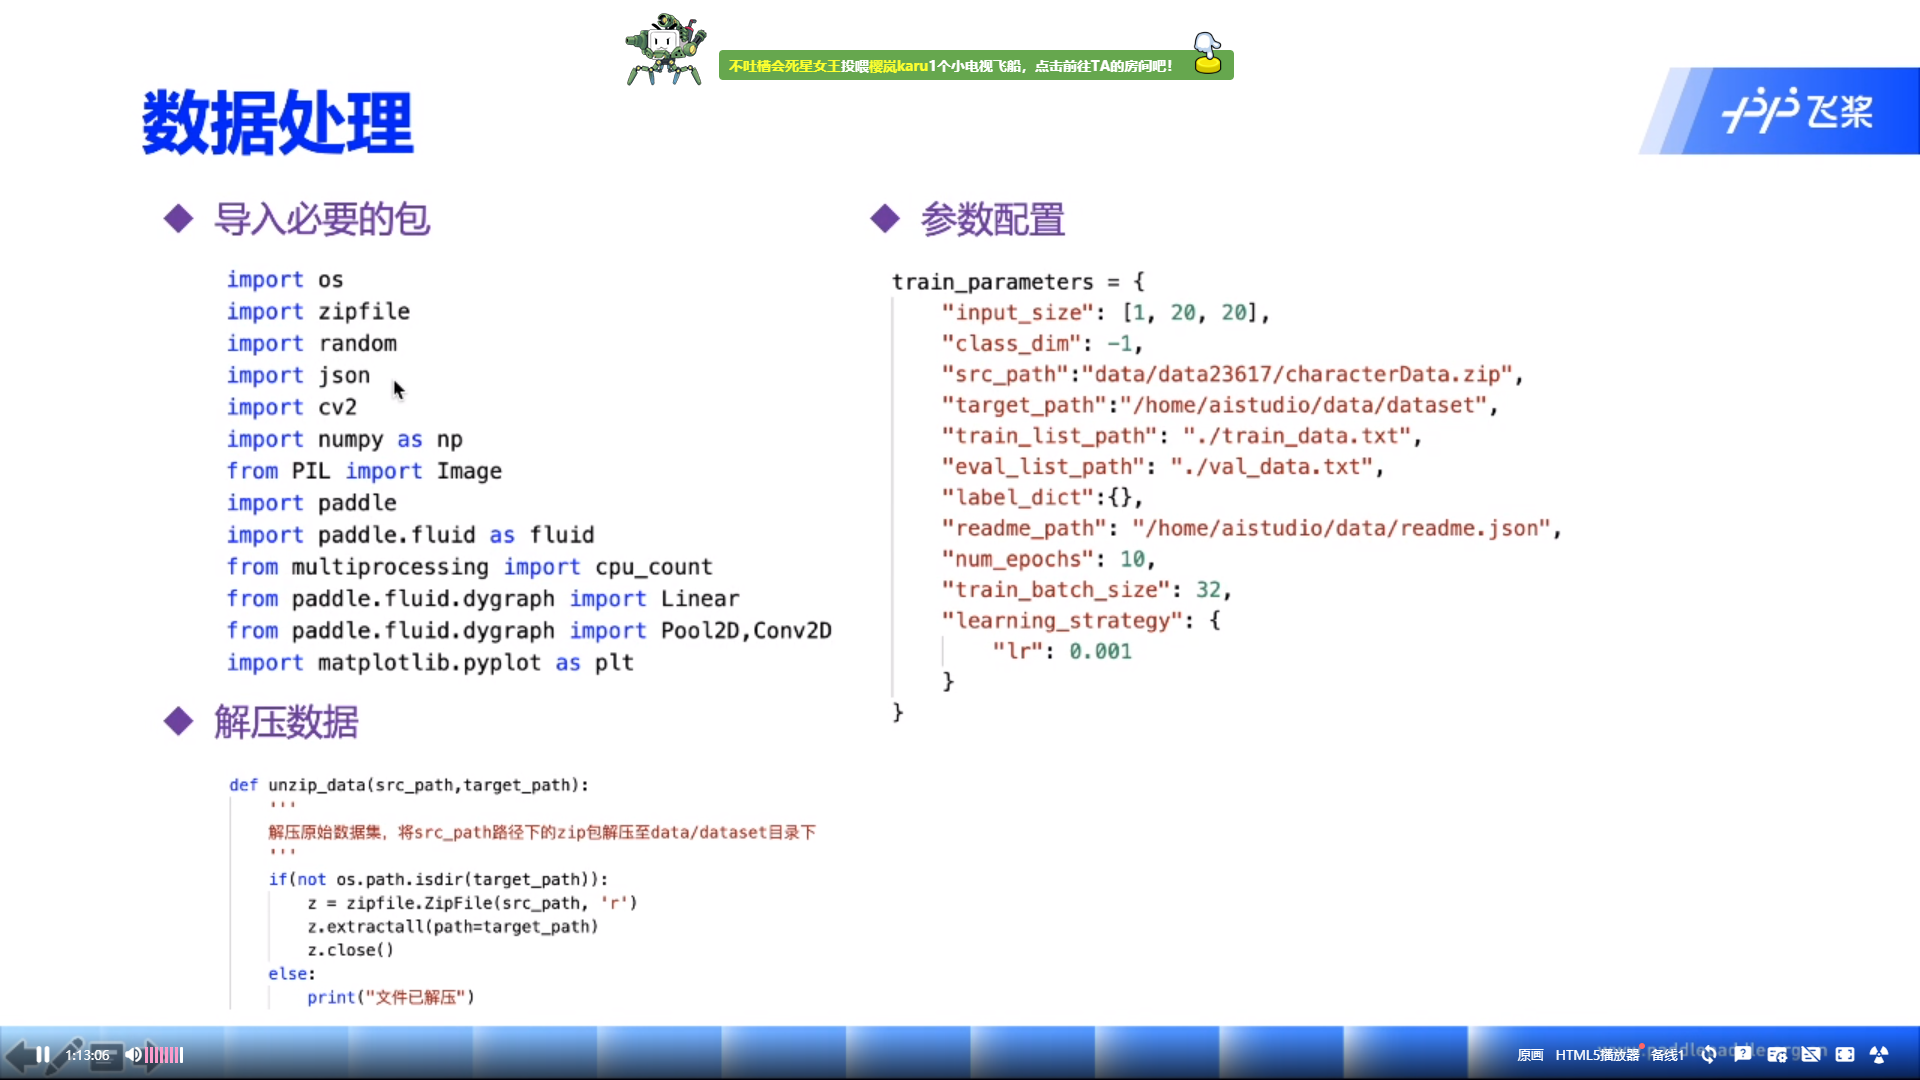 不吐槽会死星女王投喂樱岚karu1个小电视飞船，点击前往TA的房间吧！
数据处理
飞桨
导入必要的包
import os
import zipfile
import random
import json
import cv2
import numpy as np
from PIL import Image
import paddle
import paddle.fluid as fluid
from multiprocessing import cpu_count
from paddle.fluid.dygraph import Linear
from paddle.fluid.dygraph import Pool2D,Conv2D
import matplotlib.pyplot as plt
解压数据
def unzip_data(src_path,target_path):
'''
解压原始数据集，将src_path路径下的zip包解压至data/dataset目录下
'''
if(not os.path.isdir(target_path)):
z = zipfile.ZipFile(src_path, 'r')
z.extractall(path=target_path)
z.close()
else:
print("文件已解压")
参数配置
train_parameters = {
"input_size": [1, 20, 20],
"class_dim": -1,
"src_path":"data/data23617/characterData.zip",
"target_path":"/home/aistudio/data/dataset",
"train_list_path": "./train_data.txt",
"eval_list_path": "./val_data.txt",
"label_dict":{},
"readme_path": "/home/aistudio/data/readme.json",
"num_epochs": 10,
"train_batch_size": 32,
"learning_strategy": {
"lr": 0.001
}
}
1:13:06
原画 HTML5播放器 备线1